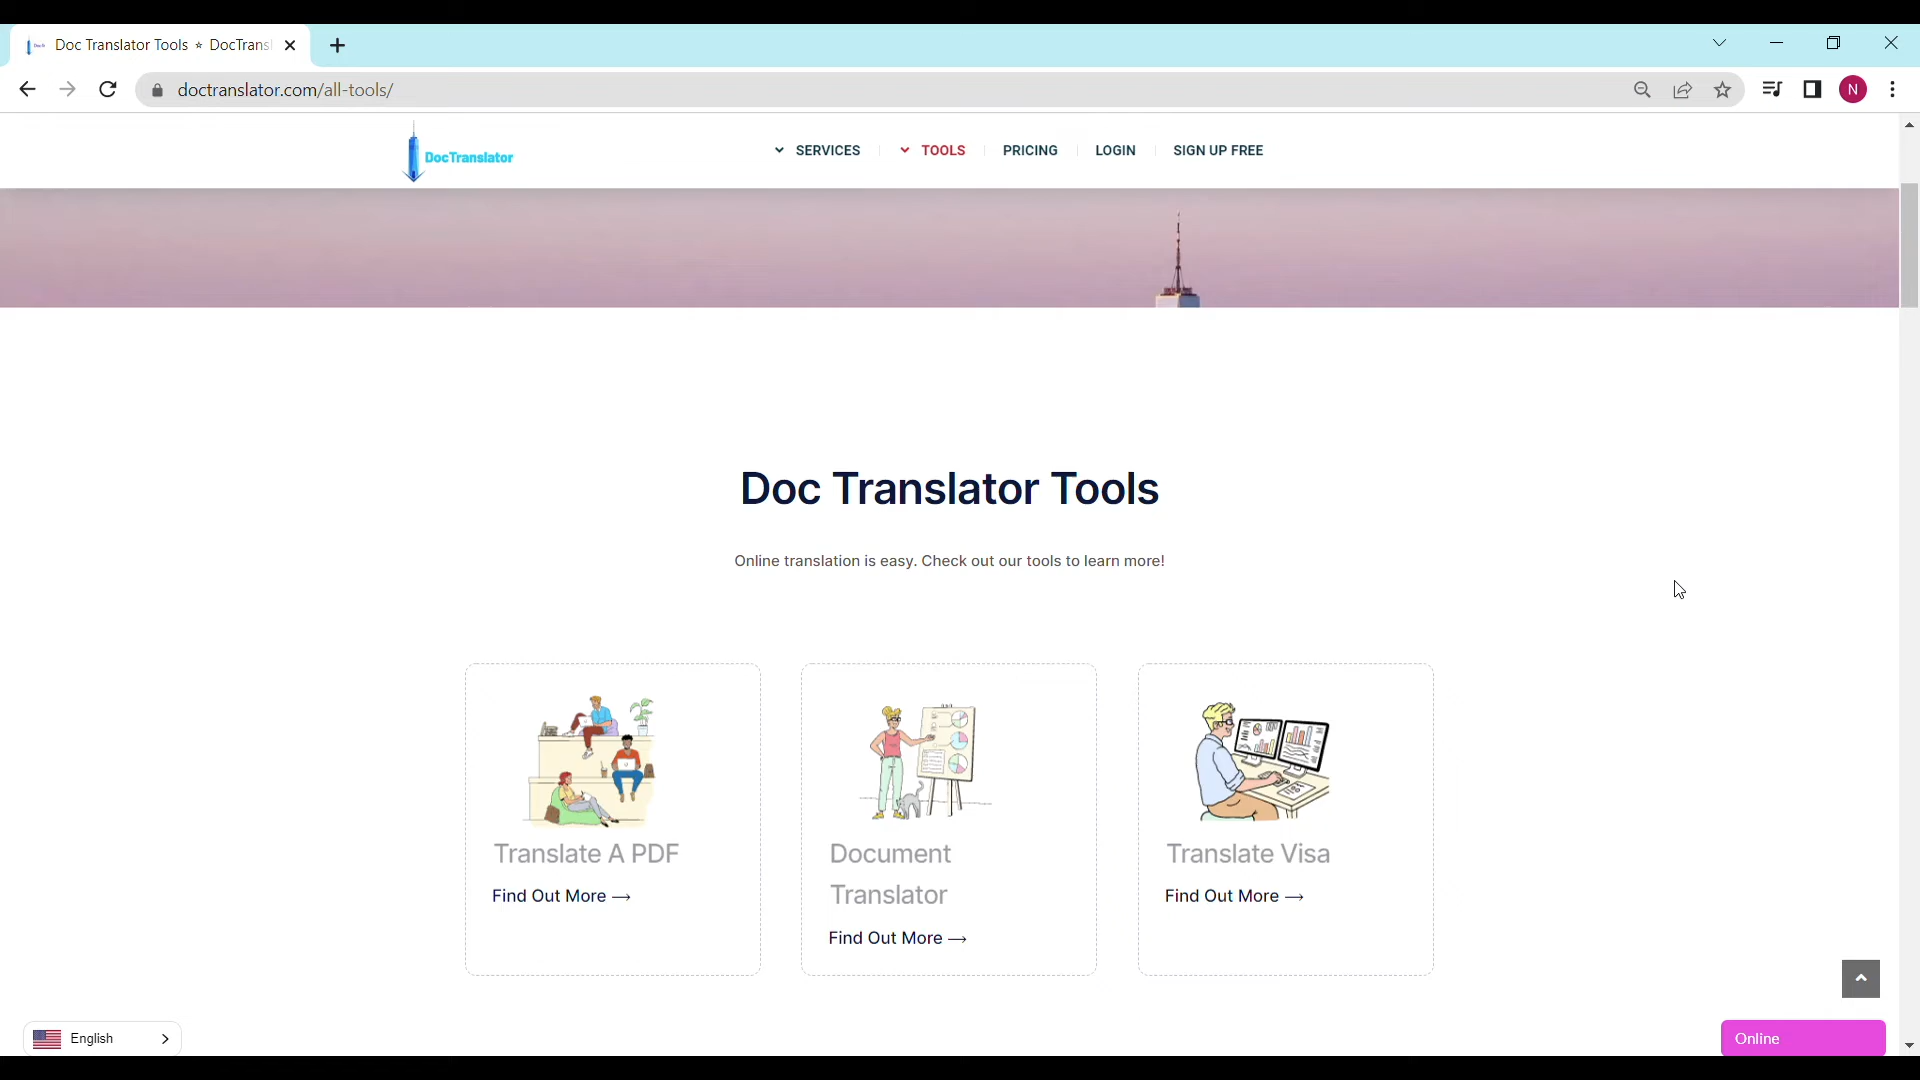 Doc Translator Tools ⭐ DocTrans
doctranslator.com/all-tools/
N
DocTranslator
SERVICES
TOOLS
PRICING
LOGIN
SIGN UP FREE
Doc Translator Tools
Online translation is easy. Check out our tools to learn more!
Translate A PDF
Find Out More →
Document
Translator
Find Out More →
Translate Visa
Find Out More →
English
Online